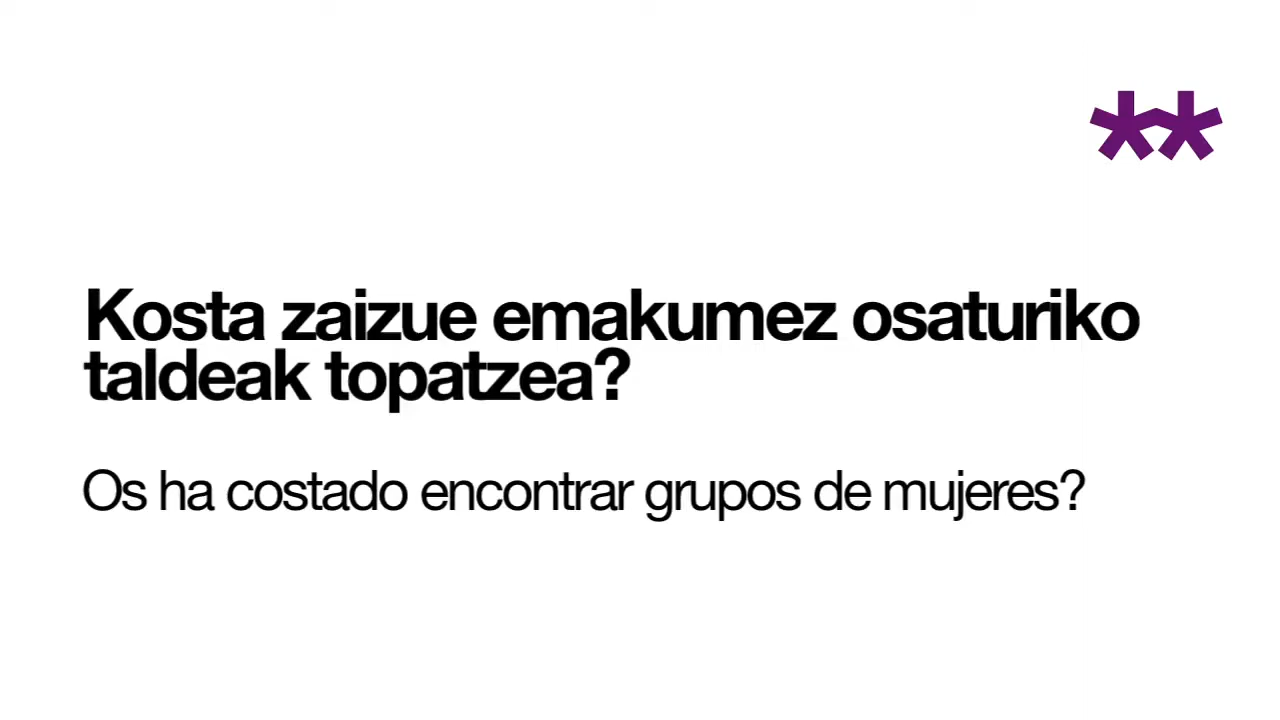 Kosta zaizue emakumez osaturiko
taldeak topatzea?
Os ha costado encontrar grupos de mujeres?